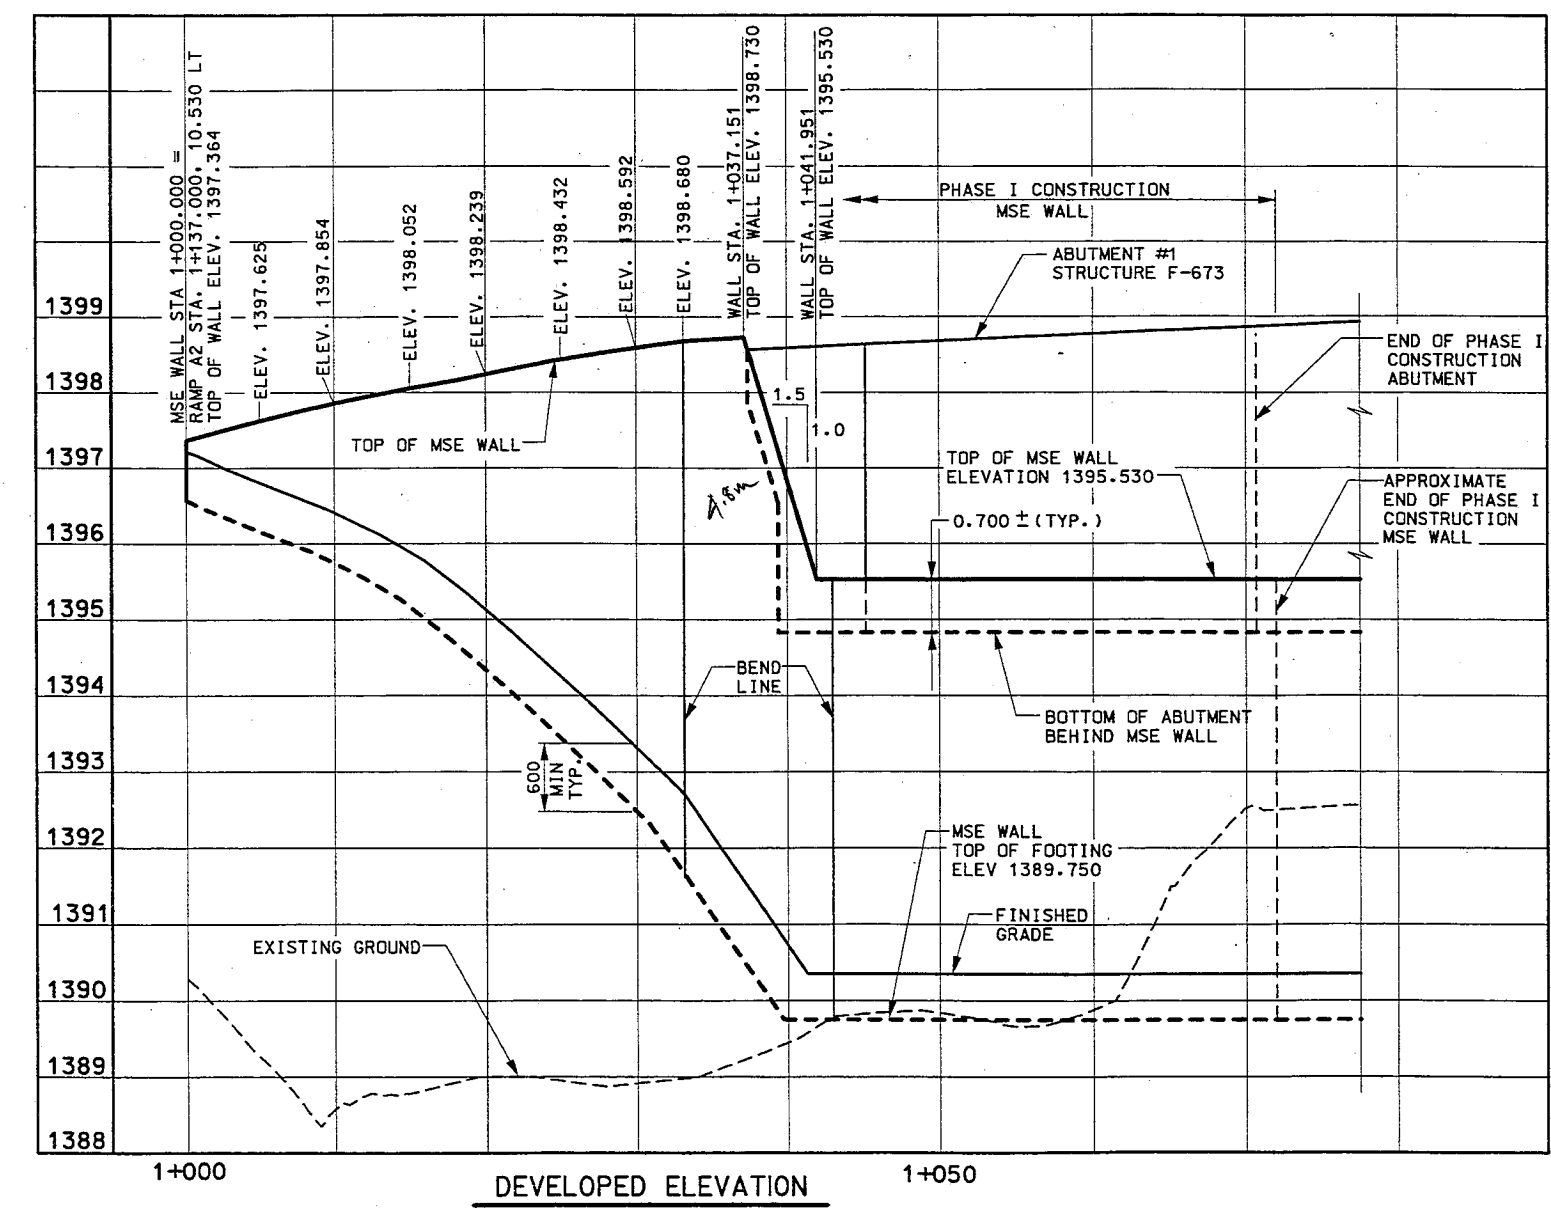 MSE WALL STA 1+000.000 =
RAMP A2 STA. 1+137.000, 10.530 LT
TOP OF WALL ELEV. 1397.364
ELEV. 1397.625
ELEV. 1397.854
ELEV. 1398.052
ELEV. 1398.239
ELEV. 1398.432
ELEV. 1398.592
ELEV. 1398.680
WALL STA. 1+037.151
TOP OF WALL ELEV. 1398.730
WALL STA. 1+041.951
TOP OF WALL ELEV. 1395.530
PHASE I CONSTRUCTION
MSE WALL
ABUTMENT #1
STRUCTURE F-673
END OF PHASE I
CONSTRUCTION
ABUTMENT
1399
1398
1397
1396
1395
1394
1393
1392
1391
1390
1389
1388
TOP OF MSE WALL
1.5
1.0
4.8m
TOP OF MSE WALL
ELEVATION 1395.530
0.700 ± (TYP.)
APPROXIMATE
END OF PHASE I
CONSTRUCTION
MSE WALL
BEND
LINE
BOTTOM OF ABUTMENT
BEHIND MSE WALL
600
MIN
TYP.
MSE WALL
TOP OF FOOTING
ELEV 1389.750
FINISHED
GRADE
EXISTING GROUND
1+000
1+050
DEVELOPED ELEVATION